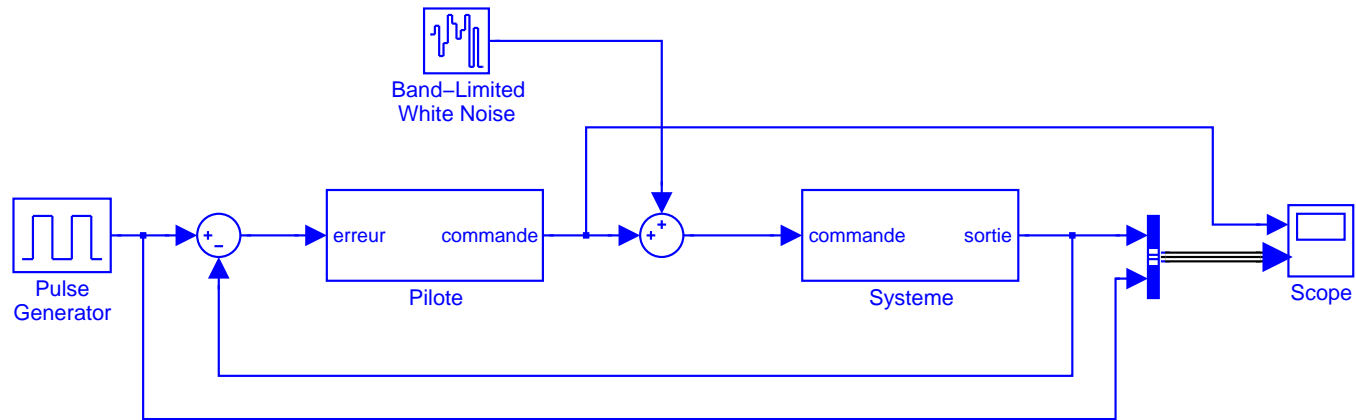 Band–Limited
White Noise
erreur
commande
commande
sortie
Pulse
Generator
Pilote
Systeme
Scope
+
−
+
+